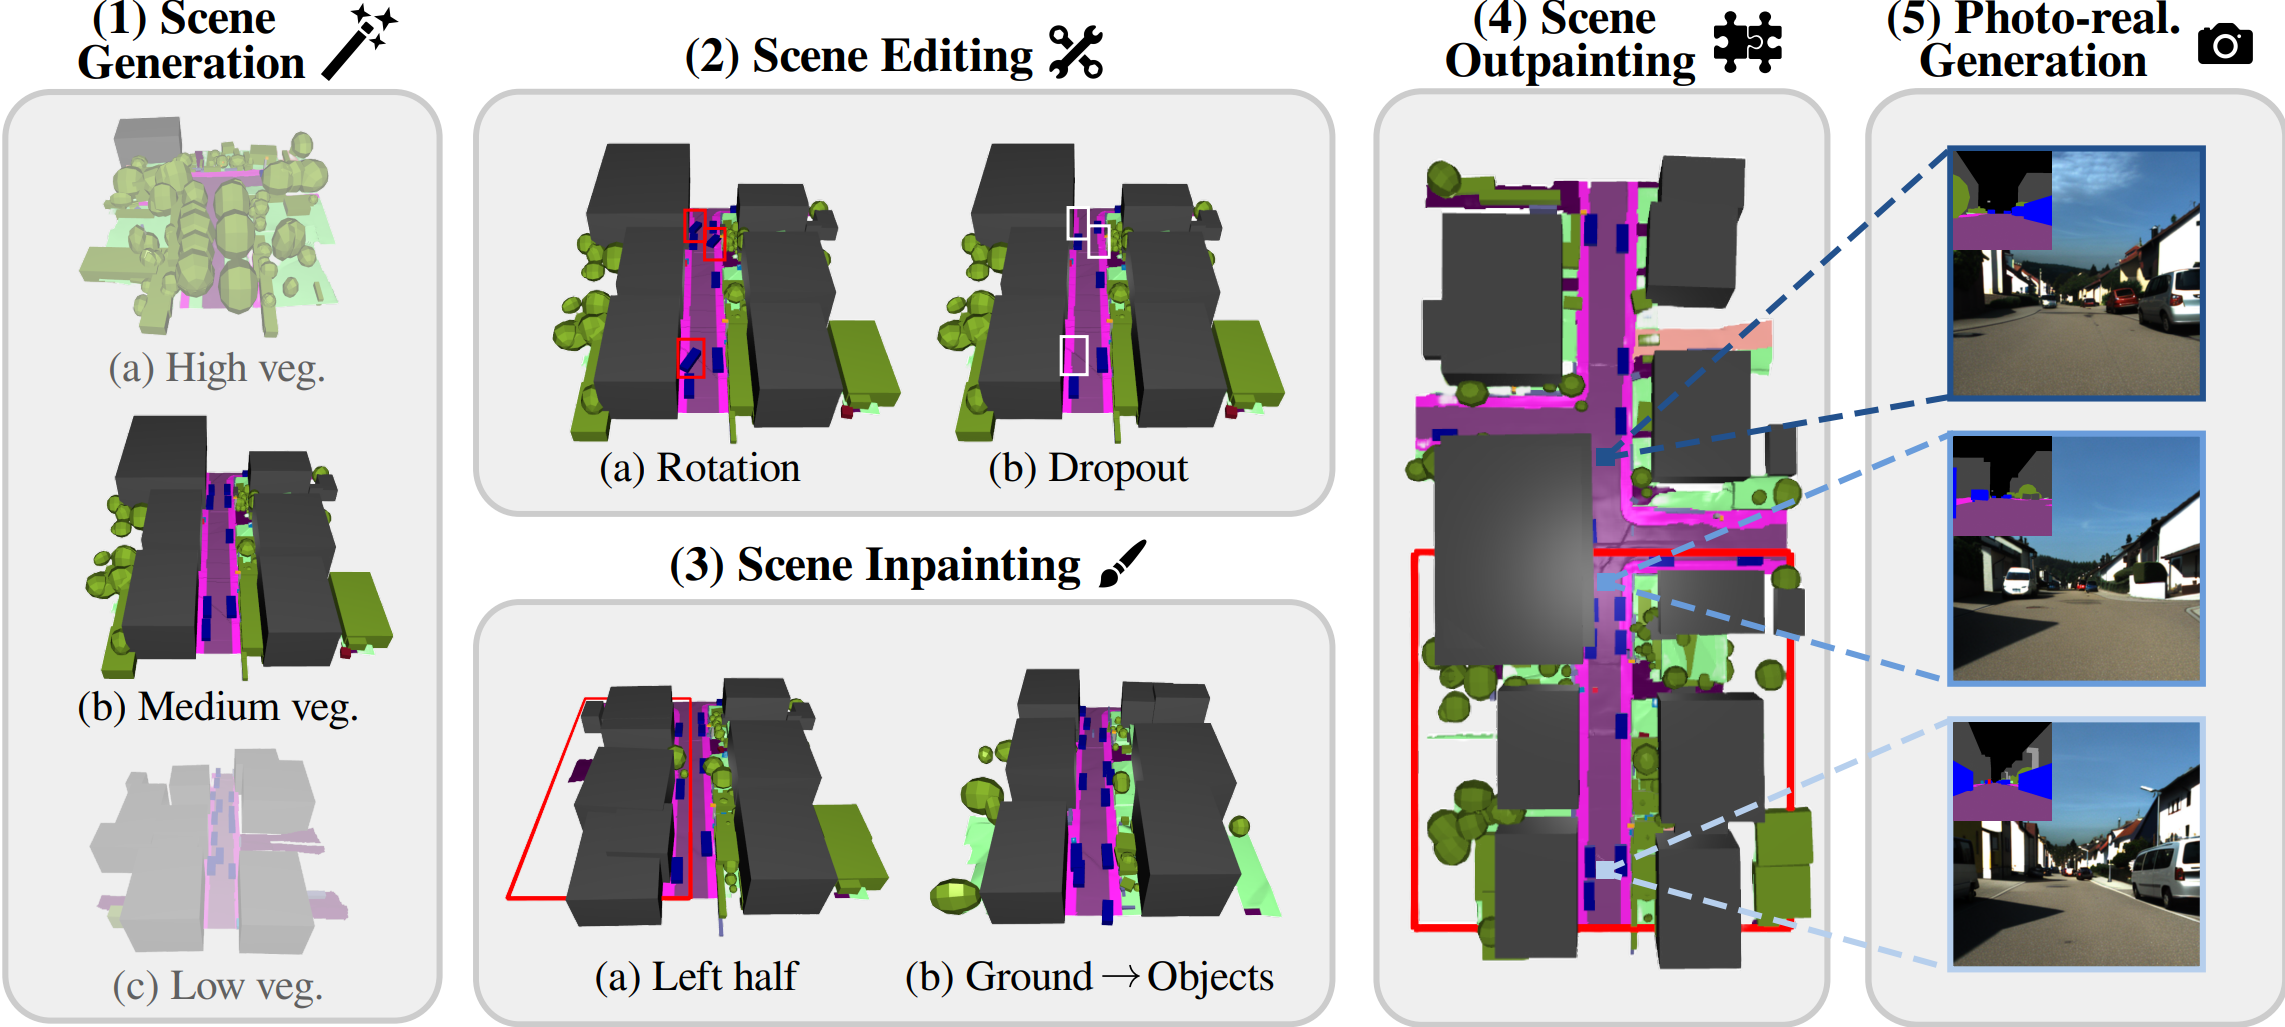 (1) Scene
Generation
(a) High veg.
(b) Medium veg.
(c) Low veg.
(2) Scene Editing
(a) Rotation
(b) Dropout
(3) Scene Inpainting
(a) Left half
(b) Ground → Objects
(4) Scene
Outpainting
(5) Photo-real.
Generation